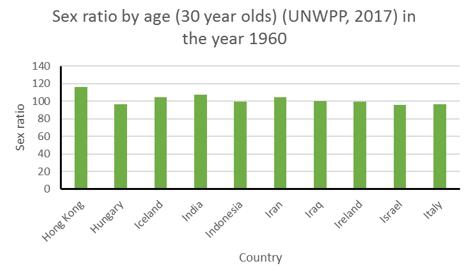 Sex ratio by age (30 year olds) (UNWPP, 2017) in
the year 1960
140
120
100
80
60
40
20
0
Sex ratio
Hong Kong
Hungary
Iceland
India
Indonesia
Iran
Iraq
Ireland
Israel
Italy
Country